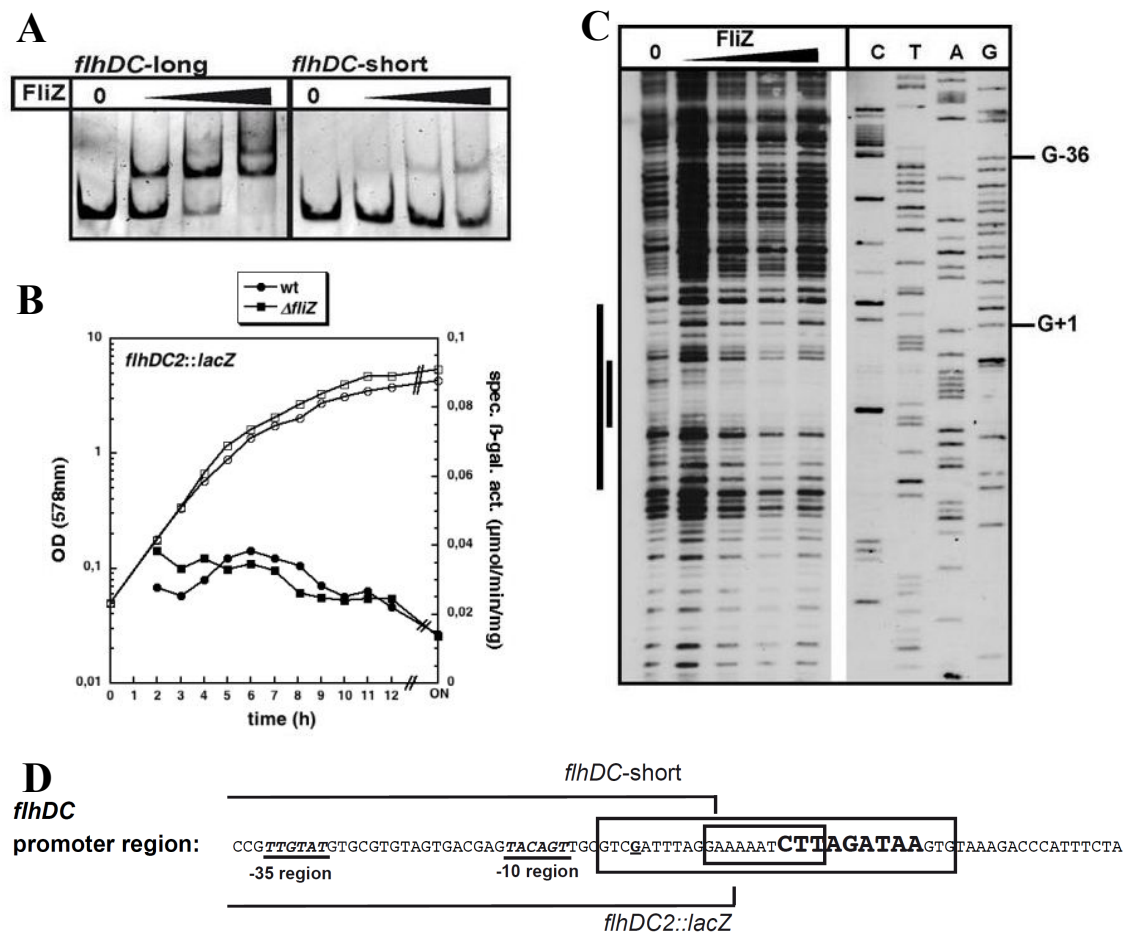 A
flhDC-long flhDC-short
FliZ 0 0
B
wt
ΔfliZ
flhDC2::lacZ
10
1
0,1
0,01
OD (578nm)
0,1
0,08
0,06
0,04
0,02
0
spec. ß-gal. act. (µmol/min/mg)
0 1 2 3 4 5 6 7 8 9 10 11 12 ON
time (h)
C
0 FliZ C T A G
G-36
G+1
D
flhDC-short
flhDC
promoter region: CCGTTGTATGTGCGTGTAGTGACGAGTACAGTTGCGTCGATTTAGGAAAAATCTTAGATAAGTGTAAAGACCCATTTCTA
-35 region -10 region
flhDC2::lacZ